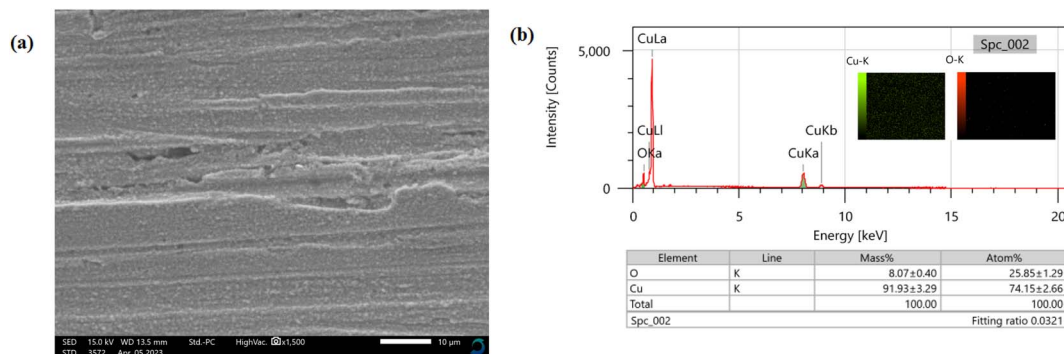 (a)
SED 15.0 kV WD 13.5 mm Std.-PC HighVac. x1,500 10 μm
STD 3572 Apr. 05 2023
(b)
Spc_002
CuLa
5,000
Cu-K
O-K
CuLl
OKa
CuKb
CuKa
0
Intensity [Counts]
0 5 10 15 20
Energy [keV]
Element Line Mass% Atom%
O K 8.07±0.40 25.85±1.29
Cu K 91.93±3.29 74.15±2.66
Total 100.00 100.00
Spc_002 Fitting ratio 0.0321